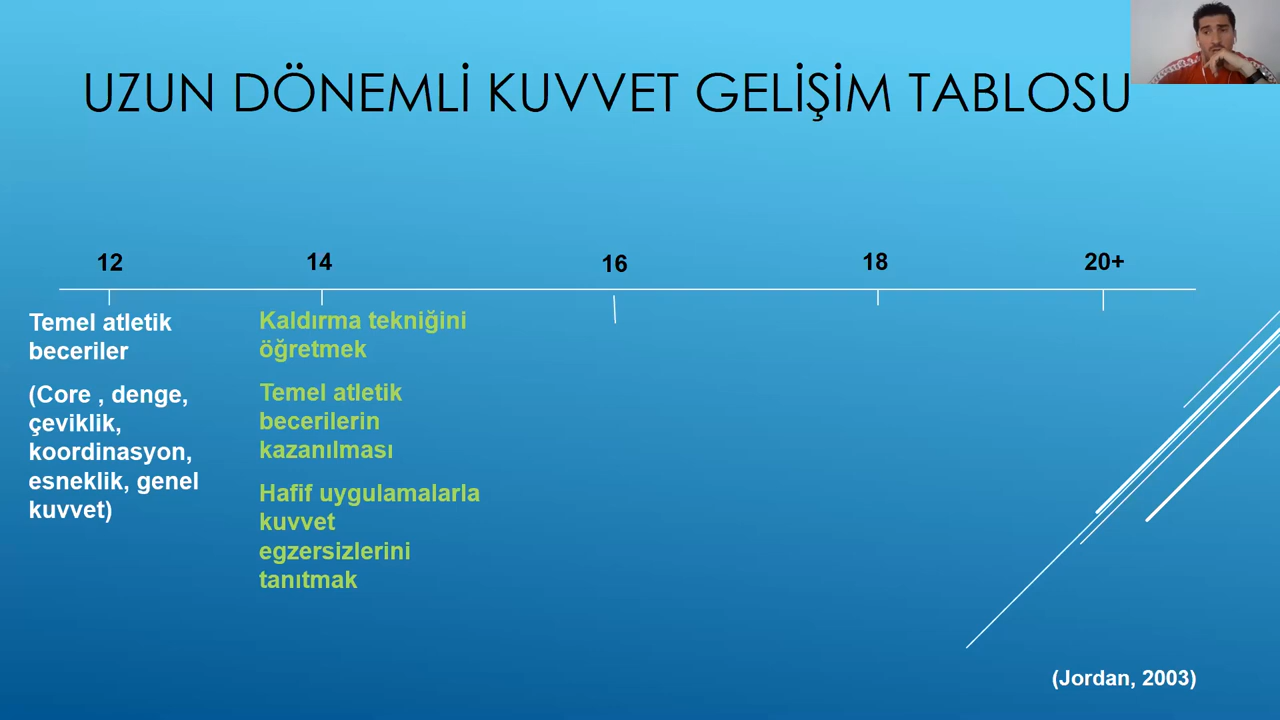 UZUN DÖNEMLİ KUVVET GELİŞİM TABLOSU
12
14
16
18
20+
Temel atletik
beceriler
(Core , denge,
çeviklik,
koordinasyon,
esneklik, genel
kuvvet)
Kaldırma tekniğini
öğretmek
Temel atletik
becerilerin
kazanılması
Hafif uygulamalarla
kuvvet
egzersizlerini
tanıtmak
(Jordan, 2003)